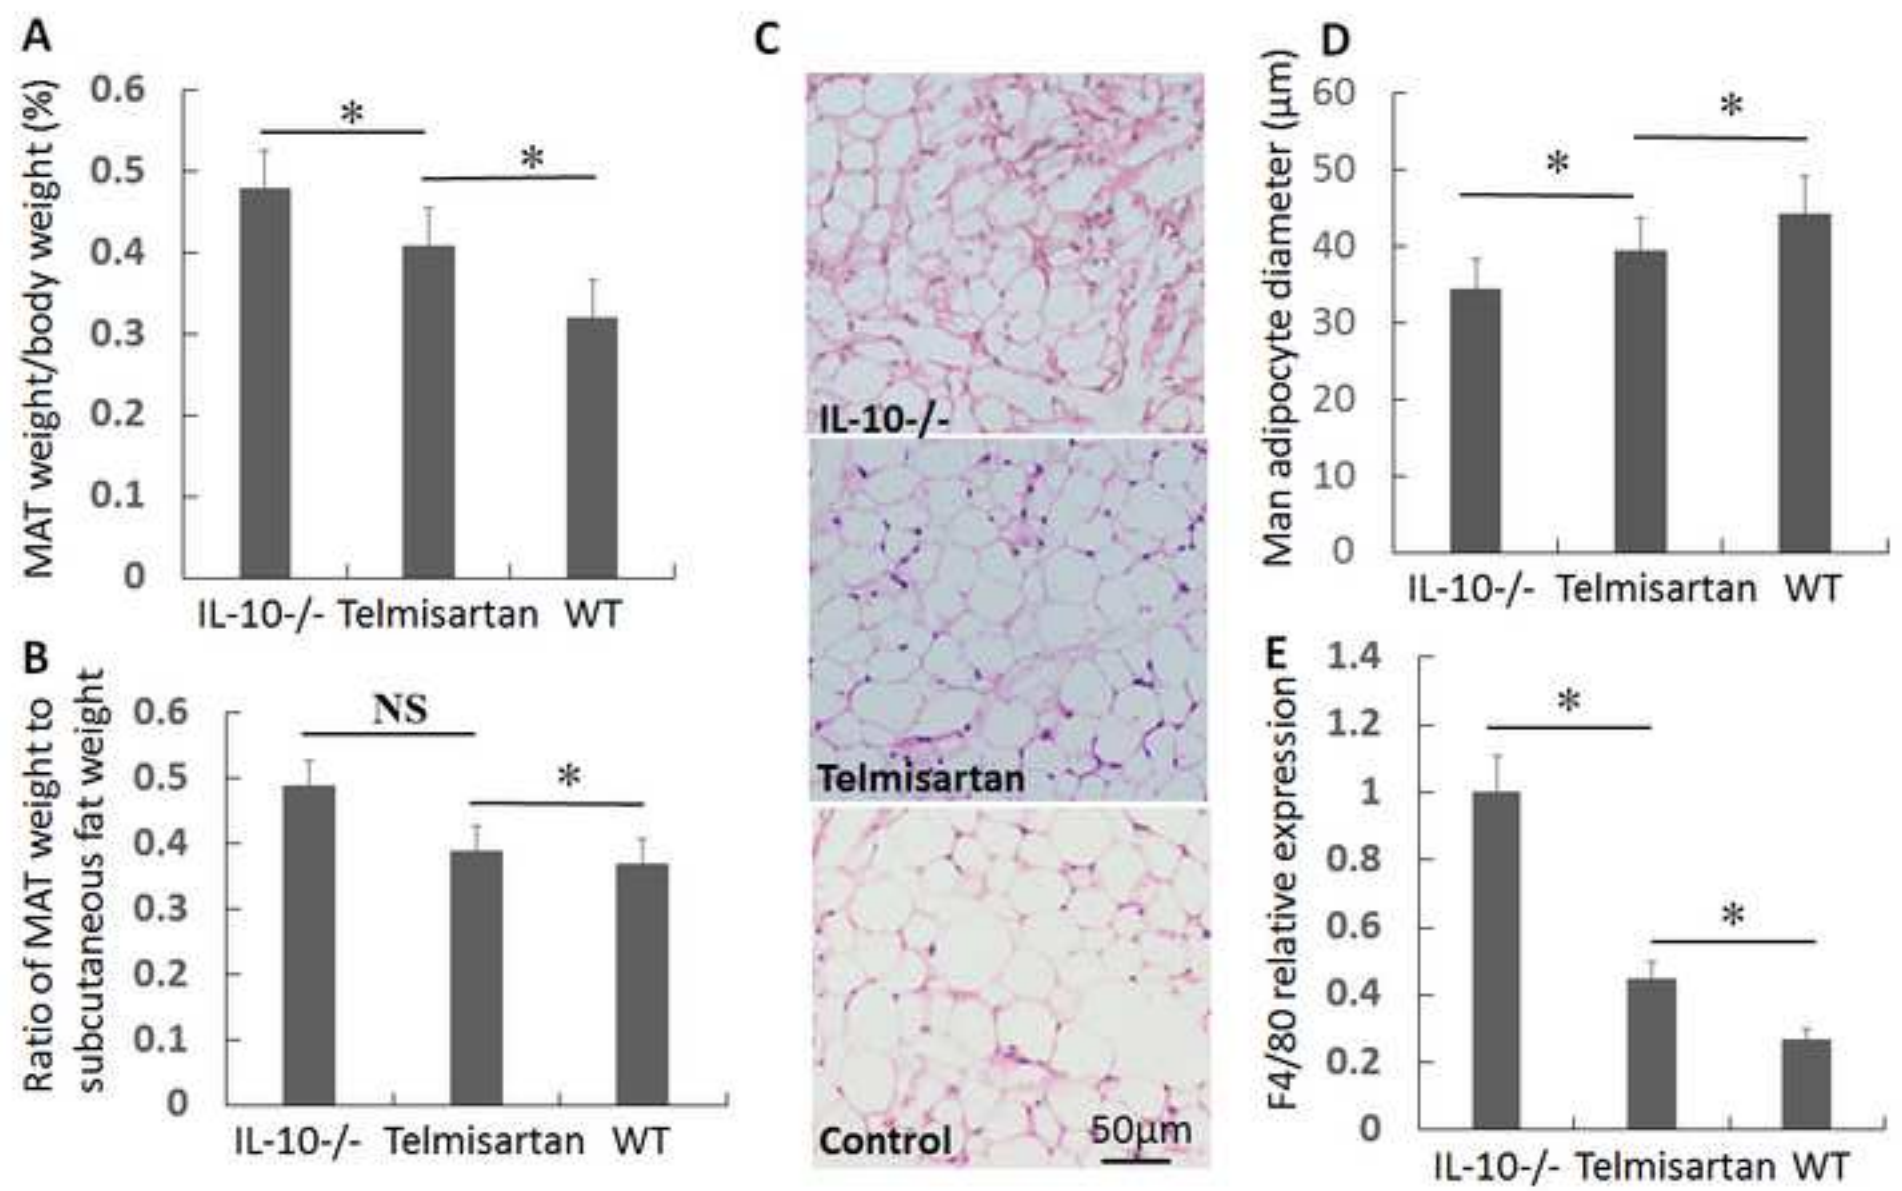 A
MAT weight/body weight (%)
0.6
0.5
0.4
0.3
0.2
0.1
0
*
*
IL-10-/- Telmisartan WT
B
Ratio of MAT weight to
subcutaneous fat weight
0.6
0.5
0.4
0.3
0.2
0.1
0
NS
*
IL-10-/- Telmisartan WT
C
IL-10-/-
Telmisartan
Control
50µm
D
Man adipocyte diameter (µm)
60
50
40
30
20
10
0
*
*
IL-10-/- Telmisartan WT
E
F4/80 relative expression
1.4
1.2
1
0.8
0.6
0.4
0.2
0
*
*
IL-10-/- Telmisartan WT